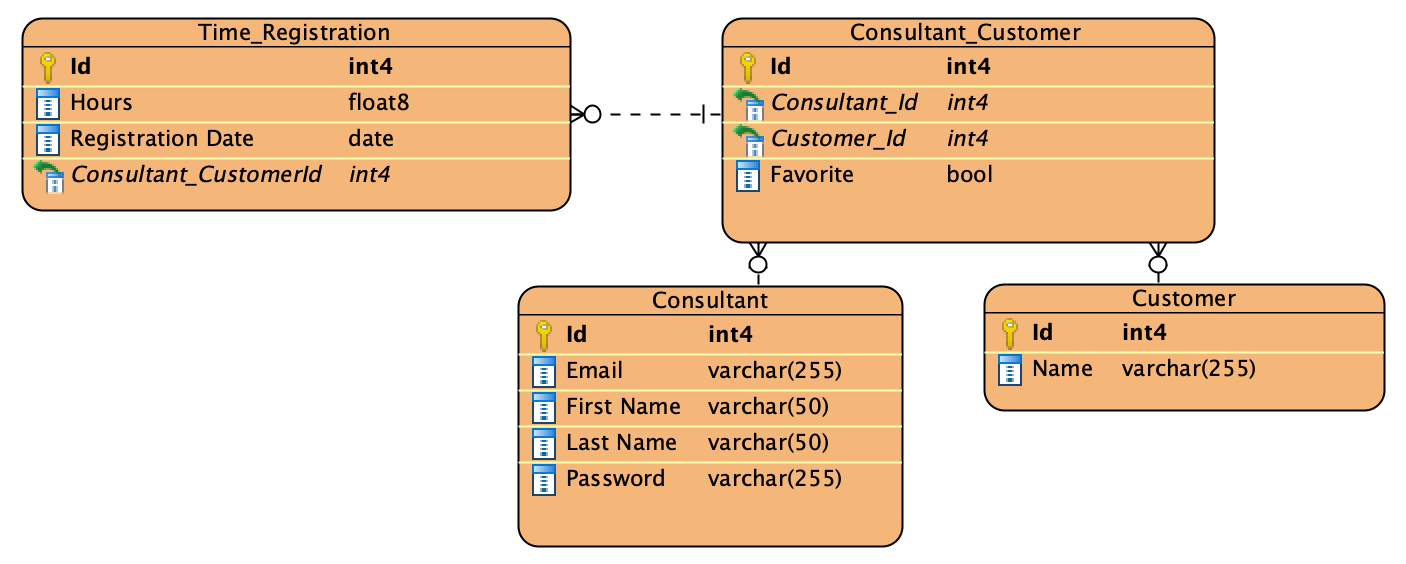 Time_Registration
Id int4
Hours float8
Registration Date date
Consultant_CustomerId int4
Consultant_Customer
Id int4
Consultant_Id int4
Customer_Id int4
Favorite bool
Consultant
Id int4
Email varchar(255)
First Name varchar(50)
Last Name varchar(50)
Password varchar(255)
Customer
Id int4
Name varchar(255)